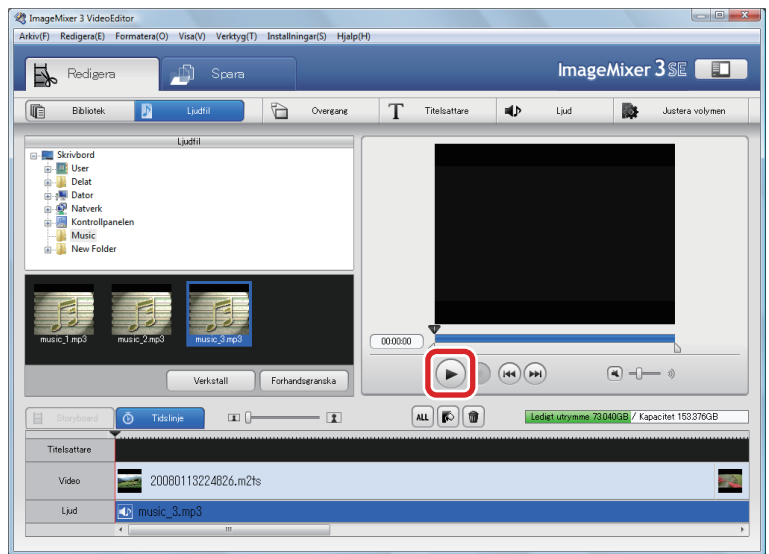 ImageMixer 3 VideoEditor
Arkiv(F) Redigera(E) Formatera(O) Visa(V) Verktyg(T) Installningar(S) Hjalp(H)
Redigera Spara ImageMixer 3 SE
Bibliotek Ljudfil Overgang T Titelsattare Ljud Justera volymen
Ljudfil
Skrivbord
User
Delat
Dator
Natverk
Kontrollpanelen
Music
New Folder
music_1.mp3 music_2.mp3 music_3.mp3
00:00:00
Verkstall Forhandsgranska
Storyboard Tidslinje ALL Ledigt utrymme 73.040GB / Kapacitet 153.376GB
Titelsattare
Video 20080113224826.m2ts
Ljud music_3.mp3